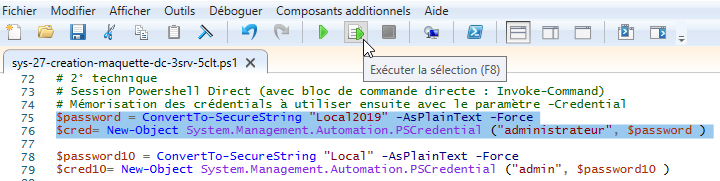 Fichier Modifier Afficher Outils Déboguer Composants additionnels Aide
sys-27-creation-maquette-dc-3srv-5clt.ps1 X
Exécuter la sélection (F8)
72 # 2° technique
73 # Session Powershell Direct (avec bloc de commande directe : Invoke-Command)
74 # Mémorisation des crédentials à utiliser ensuite avec le paramètre -Credential
75 $password = ConvertTo-SecureString "Local2019" -AsPlainText -Force
76 $cred= New-Object System.Management.Automation.PSCredential ("administrateur", $password )
77
78 $password10 = ConvertTo-SecureString "Local" -AsPlainText -Force
79 $cred10= New-Object System.Management.Automation.PSCredential ("admin", $password10 )